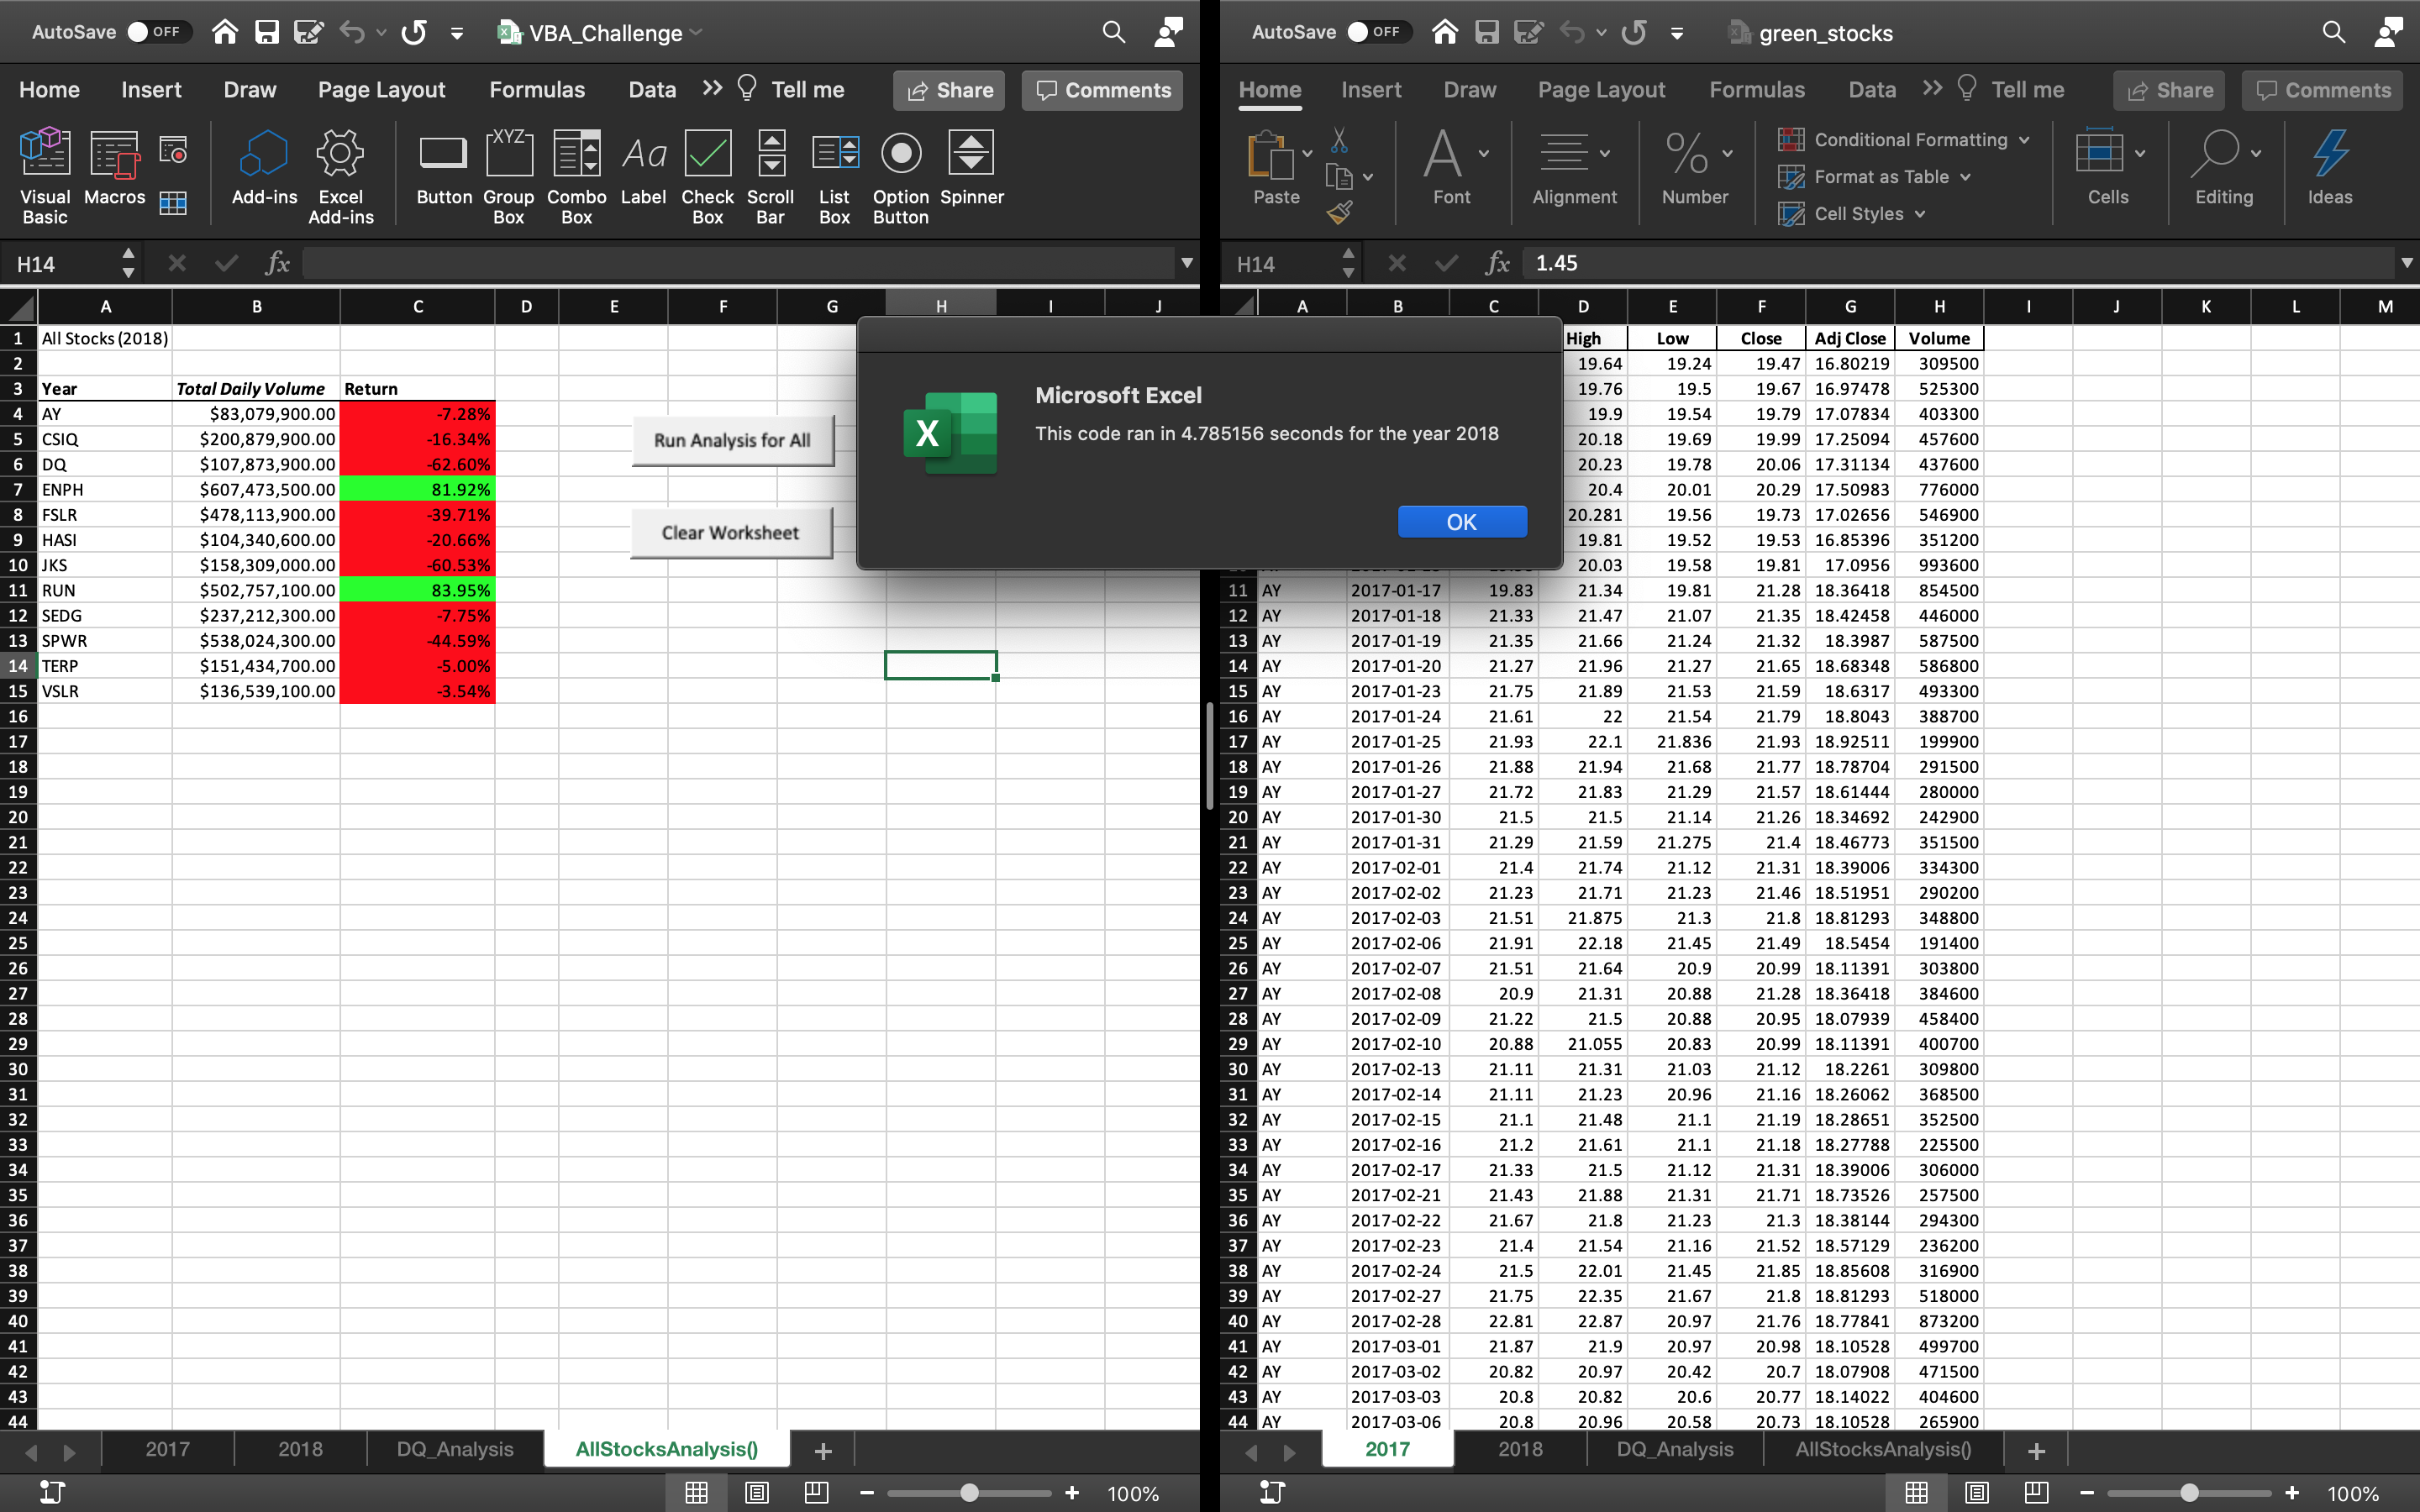 AutoSave OFF VBA_Challenge
Home Insert Draw Page Layout Formulas Data Tell me Share Comments
Visual Basic Macros Add-ins Excel Add-ins Button Group Box Combo Box Label Check Box Scroll Bar List Box Option Button Spinner
H14 fx
A B C D E F G H I J
1 All Stocks (2018)
2
3 Year Total Daily Volume Return
4 AY $83,079,900.00 -7.28%
5 CSIQ $200,879,900.00 -16.34%
6 DQ $107,873,900.00 -62.60%
7 ENPH $607,473,500.00 81.92%
8 FSLR $478,113,900.00 -39.71%
9 HASI $104,340,600.00 -20.66%
10 JKS $158,309,000.00 -60.53%
11 RUN $502,757,100.00 83.95%
12 SEDG $237,212,300.00 -7.75%
13 SPWR $538,024,300.00 -44.59%
14 TERP $151,434,700.00 -5.00%
15 VSLR $136,539,100.00 -3.54%
16
17
18
19
20
21
22
23
24
25
26
27
28
29
30
31
32
33
34
35
36
37
38
39
40
41
42
43
44
Run Analysis for All
Clear Worksheet
2017 2018 DQ_Analysis AllStocksAnalysis() +
100%
Microsoft Excel
This code ran in 4.785156 seconds for the year 2018
OK
AutoSave OFF green_stocks
Home Insert Draw Page Layout Formulas Data Tell me Share Comments
Paste Font Alignment Number Conditional Formatting Format as Table Cell Styles Cells Editing Ideas
H14 fx 1.45
A B C D E F G H I J K L M
High Low Close Adj Close Volume
19.64 19.24 19.47 16.80219 309500
19.76 19.5 19.67 16.97478 525300
19.9 19.54 19.79 17.07834 403300
20.18 19.69 19.99 17.25094 457600
20.23 19.78 20.06 17.31134 437600
20.4 20.01 20.29 17.50983 776000
20.281 19.56 19.73 17.02656 546900
19.81 19.52 19.53 16.85396 351200
20.03 19.58 19.81 17.0956 993600
11 AY 2017-01-17 19.83 21.34 19.81 21.28 18.36418 854500
12 AY 2017-01-18 21.33 21.47 21.07 21.35 18.42458 446000
13 AY 2017-01-19 21.35 21.66 21.24 21.32 18.3987 587500
14 AY 2017-01-20 21.27 21.96 21.27 21.65 18.68348 586800
15 AY 2017-01-23 21.75 21.89 21.53 21.59 18.6317 493300
16 AY 2017-01-24 21.61 22 21.54 21.79 18.8043 388700
17 AY 2017-01-25 21.93 22.1 21.836 21.93 18.92511 199900
18 AY 2017-01-26 21.88 21.94 21.68 21.77 18.78704 291500
19 AY 2017-01-27 21.72 21.83 21.29 21.57 18.61444 280000
20 AY 2017-01-30 21.5 21.5 21.14 21.26 18.34692 242900
21 AY 2017-01-31 21.29 21.59 21.275 21.4 18.46773 351500
22 AY 2017-02-01 21.4 21.74 21.12 21.31 18.39006 334300
23 AY 2017-02-02 21.23 21.71 21.23 21.46 18.51951 290200
24 AY 2017-02-03 21.51 21.875 21.3 21.8 18.81293 348800
25 AY 2017-02-06 21.91 22.18 21.45 21.49 18.5454 191400
26 AY 2017-02-07 21.51 21.64 20.9 20.99 18.11391 303800
27 AY 2017-02-08 20.9 21.31 20.88 21.28 18.36418 384600
28 AY 2017-02-09 21.22 21.5 20.88 20.95 18.07939 458400
29 AY 2017-02-10 20.88 21.055 20.83 20.99 18.11391 400700
30 AY 2017-02-13 21.11 21.31 21.03 21.12 18.2261 309800
31 AY 2017-02-14 21.11 21.23 20.96 21.16 18.26062 368500
32 AY 2017-02-15 21.1 21.48 21.1 21.19 18.28651 352500
33 AY 2017-02-16 21.2 21.61 21.1 21.18 18.27788 225500
34 AY 2017-02-17 21.33 21.5 21.12 21.31 18.39006 306000
35 AY 2017-02-21 21.43 21.88 21.31 21.71 18.73526 257500
36 AY 2017-02-22 21.67 21.8 21.23 21.3 18.38144 294300
37 AY 2017-02-23 21.4 21.54 21.16 21.52 18.57129 236200
38 AY 2017-02-24 21.5 22.01 21.45 21.85 18.85608 316900
39 AY 2017-02-27 21.75 22.35 21.67 21.8 18.81293 518000
40 AY 2017-02-28 22.81 22.87 20.97 21.76 18.77841 873200
41 AY 2017-03-01 21.87 21.9 20.97 20.98 18.10528 499700
42 AY 2017-03-02 20.82 20.97 20.42 20.7 18.07908 471500
43 AY 2017-03-03 20.8 20.82 20.6 20.77 18.14022 404600
44 AY 2017-03-06 20.8 20.96 20.58 20.73 18.10528 265900
2017 2018 DQ_Analysis AllStocksAnalysis() +
100%